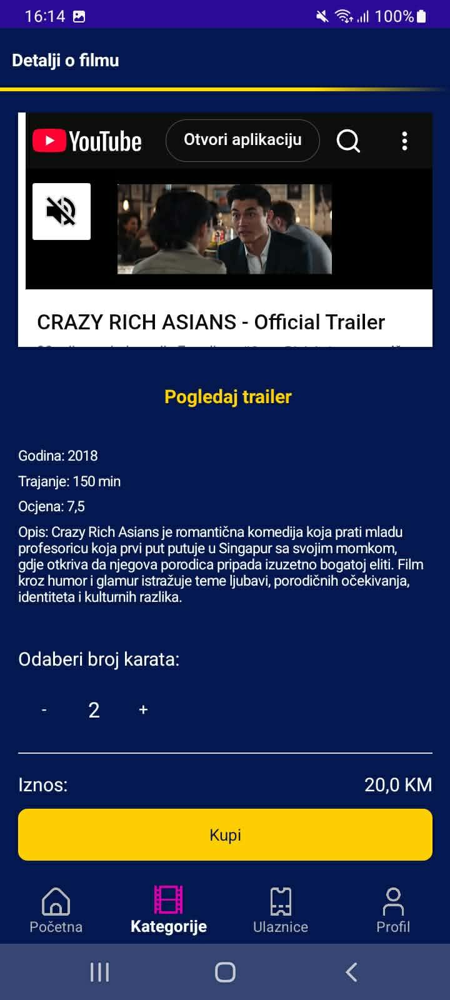 16:14
100%
Detalji o filmu
YouTube
Otvori aplikaciju
CRAZY RICH ASIANS - Official Trailer
Pogledaj trailer
Godina: 2018
Trajanje: 150 min
Ocjena: 7,5
Opis: Crazy Rich Asians je romantična komedija koja prati mladu
profesoricu koja prvi put putuje u Singapur sa svojim momkom,
gdje otkriva da njegova porodica pripada izuzetno bogatoj eliti. Film
kroz humor i glamur istražuje teme ljubavi, porodičnih očekivanja,
identiteta i kulturnih razlika.
Odaberi broj karata:
- 2 +
Iznos: 20,0 KM
Kupi
Početna Kategorije Ulaznice Profil